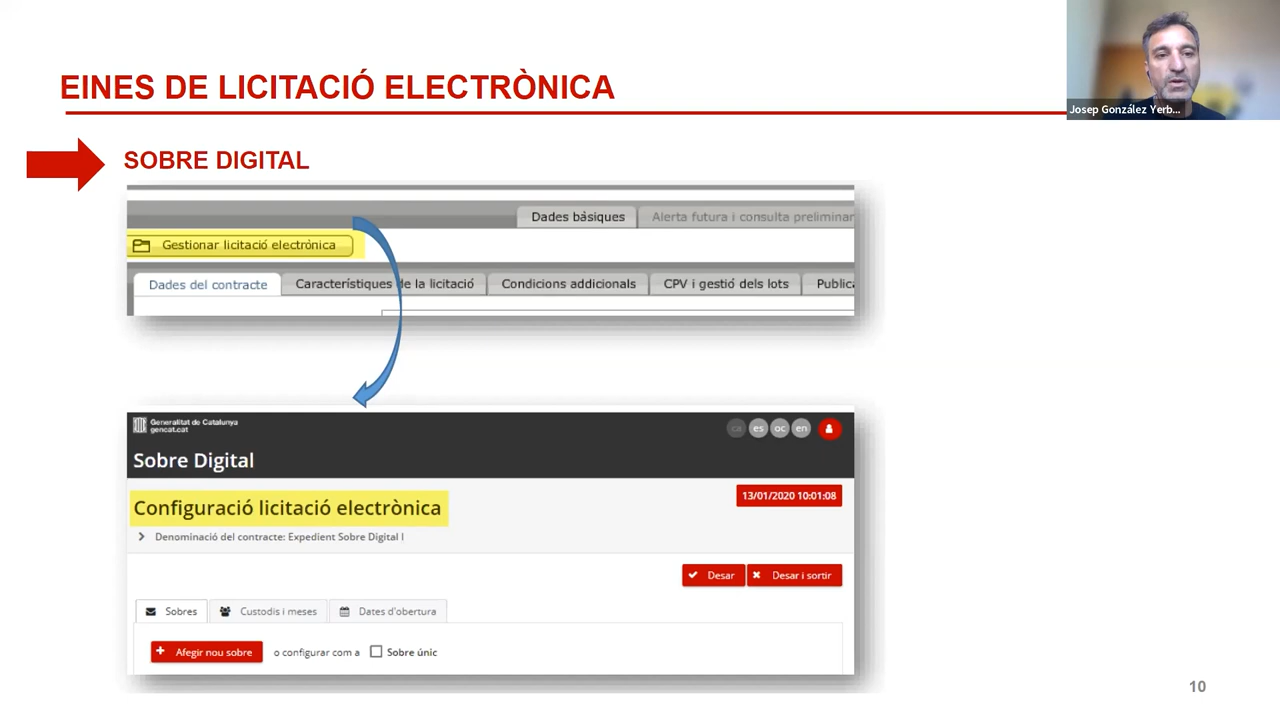 EINES DE LICITACIÓ ELECTRÒNICA
Josep González Yerb...
SOBRE DIGITAL
Dades bàsiques
Alerta futura i consulta preliminar
Gestionar licitació electrònica
Dades del contracte
Característiques de la licitació
Condicions addicionals
CPV i gestió dels lots
Publica
Generalitat de Catalunya
gencat.cat
ca es oc en
Sobre Digital
13/01/2020 10:01:08
Configuració licitació electrònica
Denominació del contracte: Expedient Sobre Digital I
Desar
Desar i sortir
Sobres
Custodis i meses
Dates d'obertura
Afegir nou sobre o configurar com a Sobre únic
10